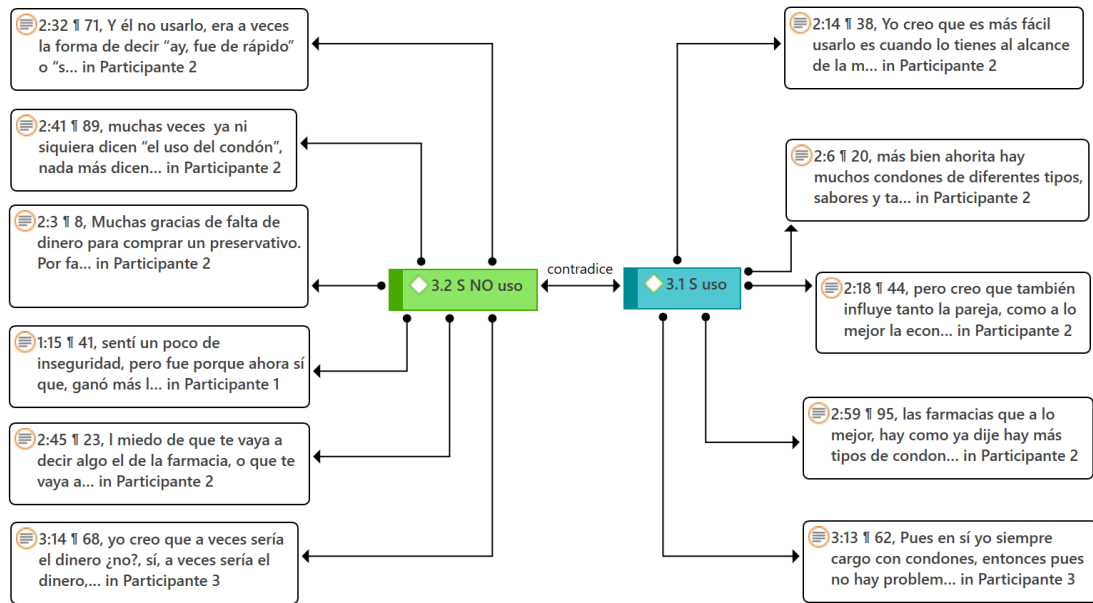 2:32 ¶ 71, Y él no usarlo, era a veces
la forma de decir “ay, fue de rápido”
o “s... in Participante 2
2:41 ¶ 89, muchas veces  ya ni
siquiera dicen “el uso del condón”,
nada más dicen... in Participante 2
2:3 ¶ 8, Muchas gracias de falta de
dinero para comprar un preservativo.
Por fa... in Participante 2
1:15 ¶ 41, sentí un poco de
inseguridad, pero fue porque ahora sí
que, ganó más l... in Participante 1
2:45 ¶ 23, l miedo de que te vaya a
decir algo el de la farmacia, o que te
vaya a... in Participante 2
3:14 ¶ 68, yo creo que a veces sería
el dinero ¿no?, sí, a veces sería el
dinero,... in Participante 3
3.2 S NO uso
contradice
3.1 S uso
2:14 ¶ 38, Yo creo que es más fácil
usarlo es cuando lo tienes al alcance
de la m... in Participante 2
2:6 ¶ 20, más bien ahorita hay
muchos condones de diferentes tipos,
sabores y ta... in Participante 2
2:18 ¶ 44, pero creo que también
influye tanto la pareja, como a lo
mejor la econ... in Participante 2
2:59 ¶ 95, las farmacias que a lo
mejor, hay como ya dije hay más
tipos de condon... in Participante 2
3:13 ¶ 62, Pues en sí yo siempre
cargo con condones, entonces pues
no hay problem... in Participante 3